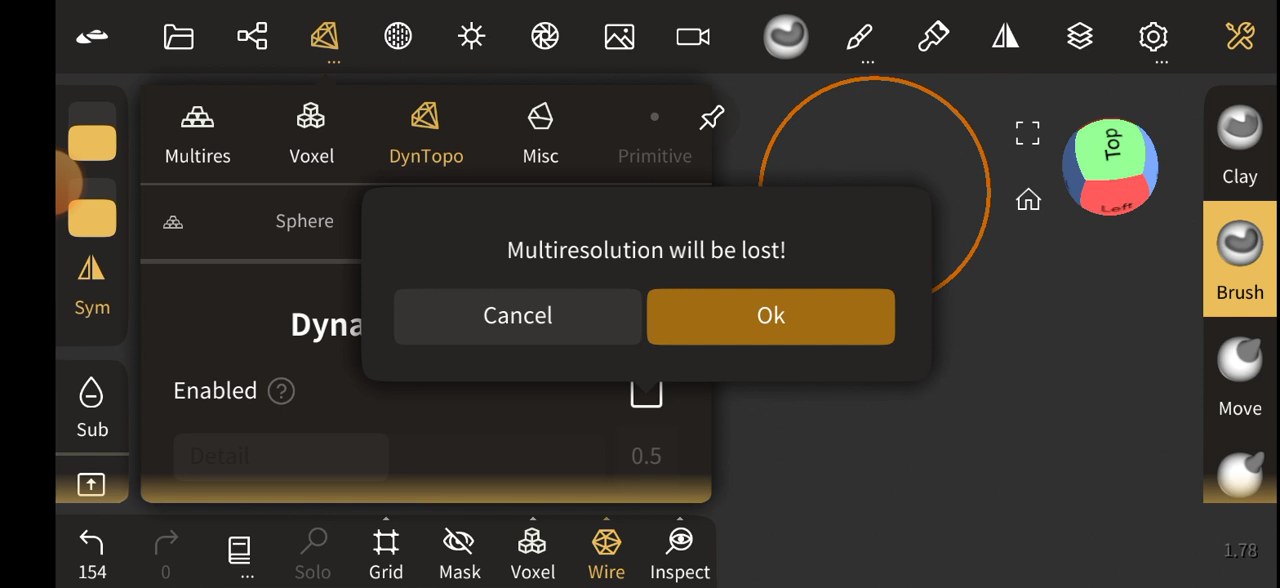 ...
...
...
Multires
Voxel
DynTopo
Misc
Primitive
Top
Left
Clay
Sphere
Multiresolution will be lost!
Cancel
Ok
Sym
Dyna
Brush
Enabled ?
Move
Sub
Detail
0.5
154
0
...
Solo
Grid
Mask
Voxel
Wire
Inspect
1.78